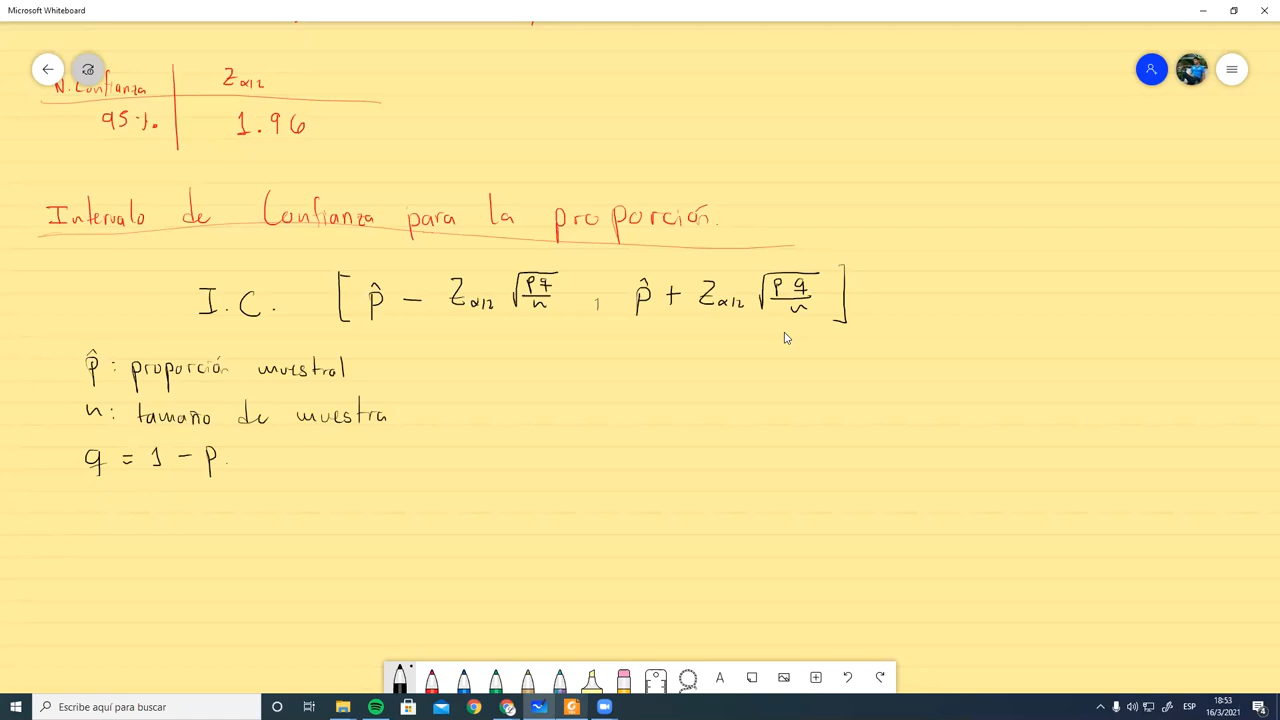 Microsoft Whiteboard
N. Confianza Zα/2
95 %. 1.96
Intervalo de Confianza para la proporción.
I.C. [ p̂ - Zα/2 √(pq/n) , p̂ + Zα/2 √(p q/n) ]
p̂ : proporción muestral
n : tamaño de muestra
q = 1 - p.
A
Escribe aquí para buscar
ESP
18:53
16/3/2021